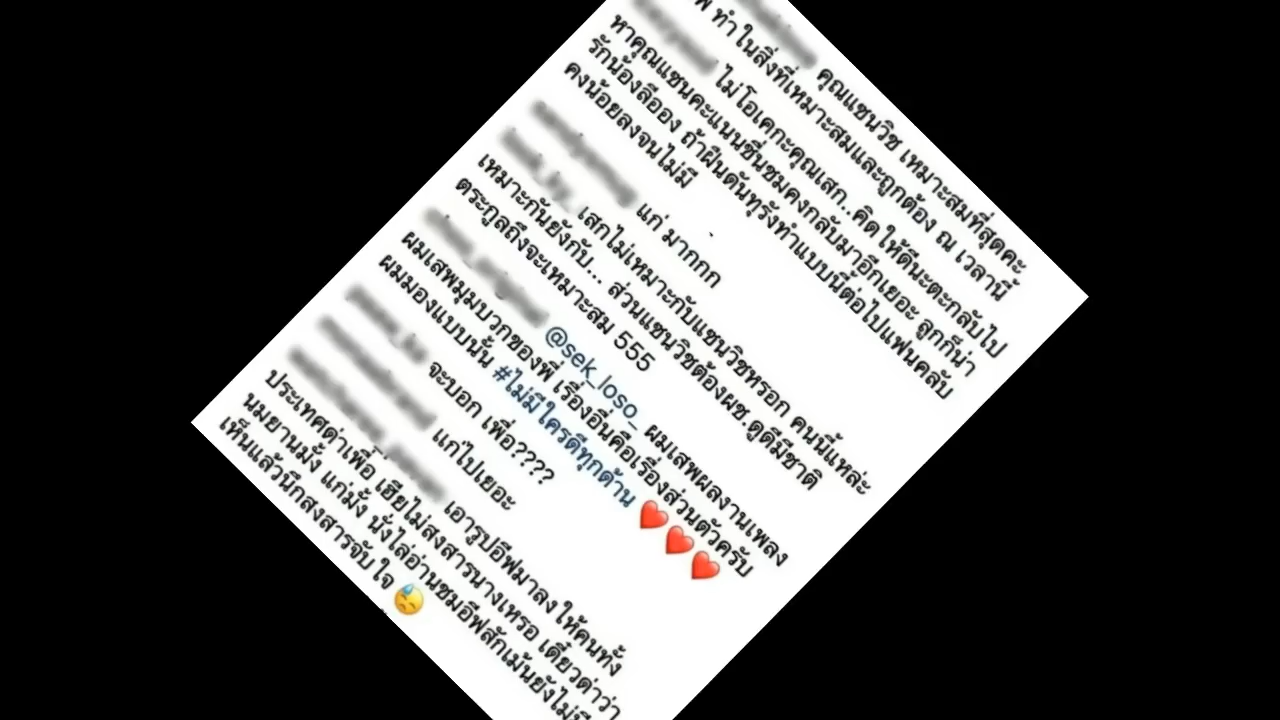 คุณแซนวิช เหมาะสมที่สุดคะ
ทำในสิ่งที่เหมาะสมและถูกต้อง ณ เวลานี้
ไม่โอเคกะคุณเสก..คิดให้ดีนะตะกลับไป
หาคุณแซนคะแนนชื่นชมคงกลับมาอีกเยอะ ลูกก็น่า
รักน้องลีออง ถ้าฝืนดันทุรังทำแบบนี้ต่อไปแฟนคลับ
คงน้อยลงจนไม่มี
แก่ มากกก
เสกไม่เหมาะกับแซนวิชหรอก คนนี้แหล่ะ
เหมาะกันยังกับ... ส่วนแซนวิชต้องผช.ดูดีมีชาติ
ตระกูลถึงจะเหมาะสม 555
@sek_loso_ ผมเสพผลงานเพลง
ผมเสพมุมบวกของพี่ เรื่องอื่นคือเรื่องส่วนตัวครับ
ผมมองแบบนั้น #ไม่มีใครดีทุกด้าน ❤️❤️❤️
จะบอก เพื่อ????
แก่ไปเยอะ
เอารูปอีฟมาลง ให้คนทั้ง
ประเทศด่าเพื่อ เฮียไม่สงสารนางเหรอ เดี๋ยวด่าว่า
นมยานมั่ง แก่มั่ง นั่งไล่อ่านชมอีฟสักเม้นยังไม่มี
เห็นแล้วนึกสงสารจับใจ 😓